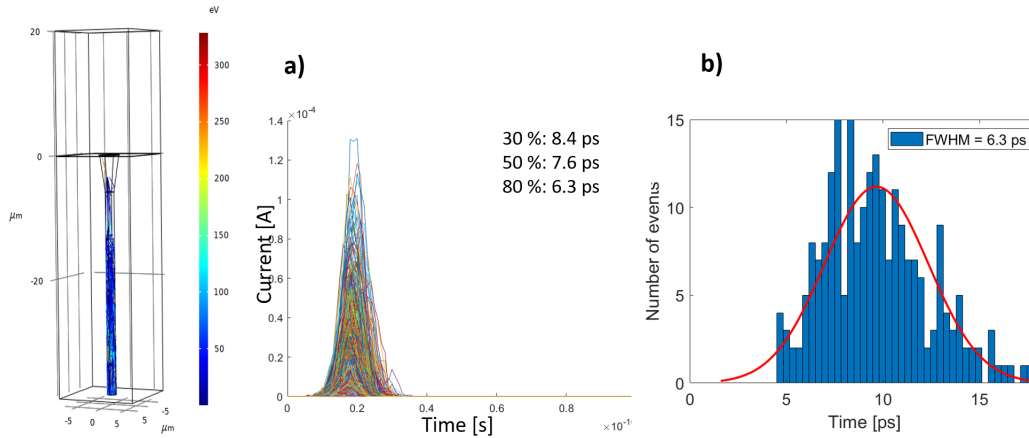 eV
20
0
-20
μm
300
250
200
150
100
50
-5
0
5
-5
0
5
μm
a)
×10⁻⁴
1.4
1.2
1
0.8
0.6
0.4
0.2
0
Current [A]
30 %: 8.4 ps
50 %: 7.6 ps
80 %: 6.3 ps
0
0.2
0.4
0.6
0.8
Time [s]
b)
15
10
5
0
Number of events
FWHM = 6.3 ps
0
5
10
15
Time [ps]